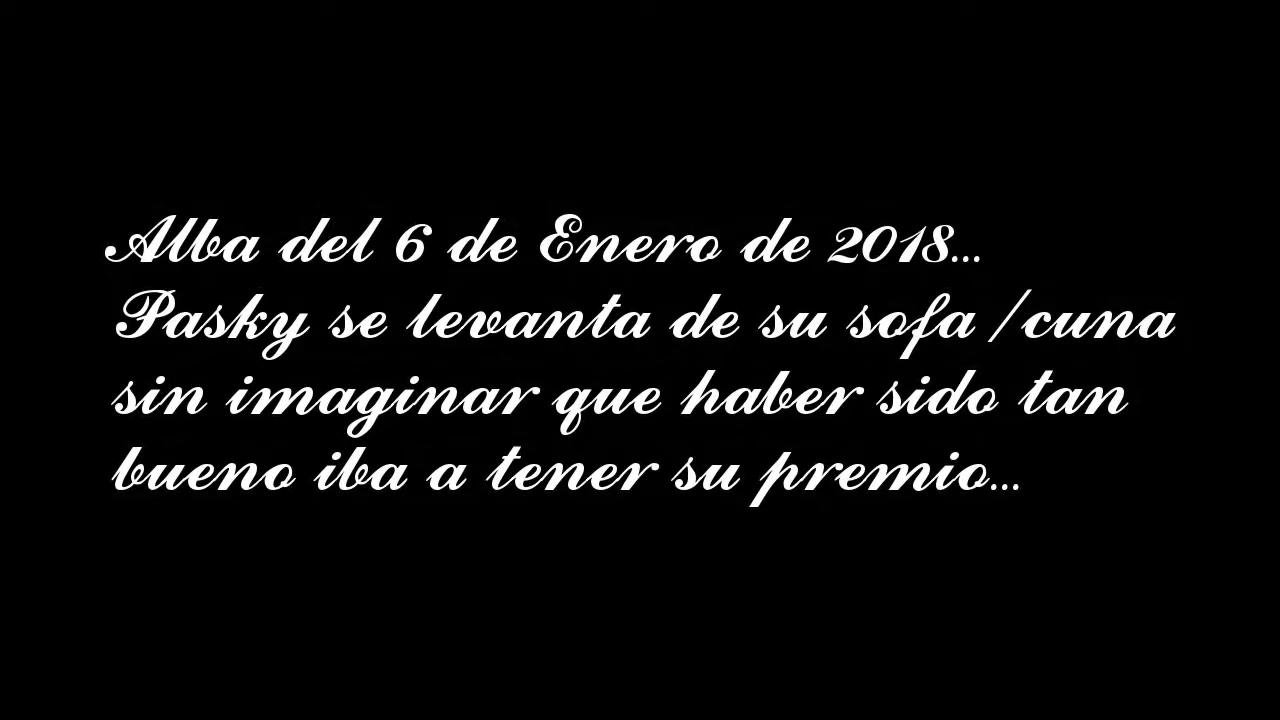 Alba del 6 de Enero de 2018...
Pasky se levanta de su sofa /cuna
sin imaginar que haber sido tan
bueno iba a tener su premio...